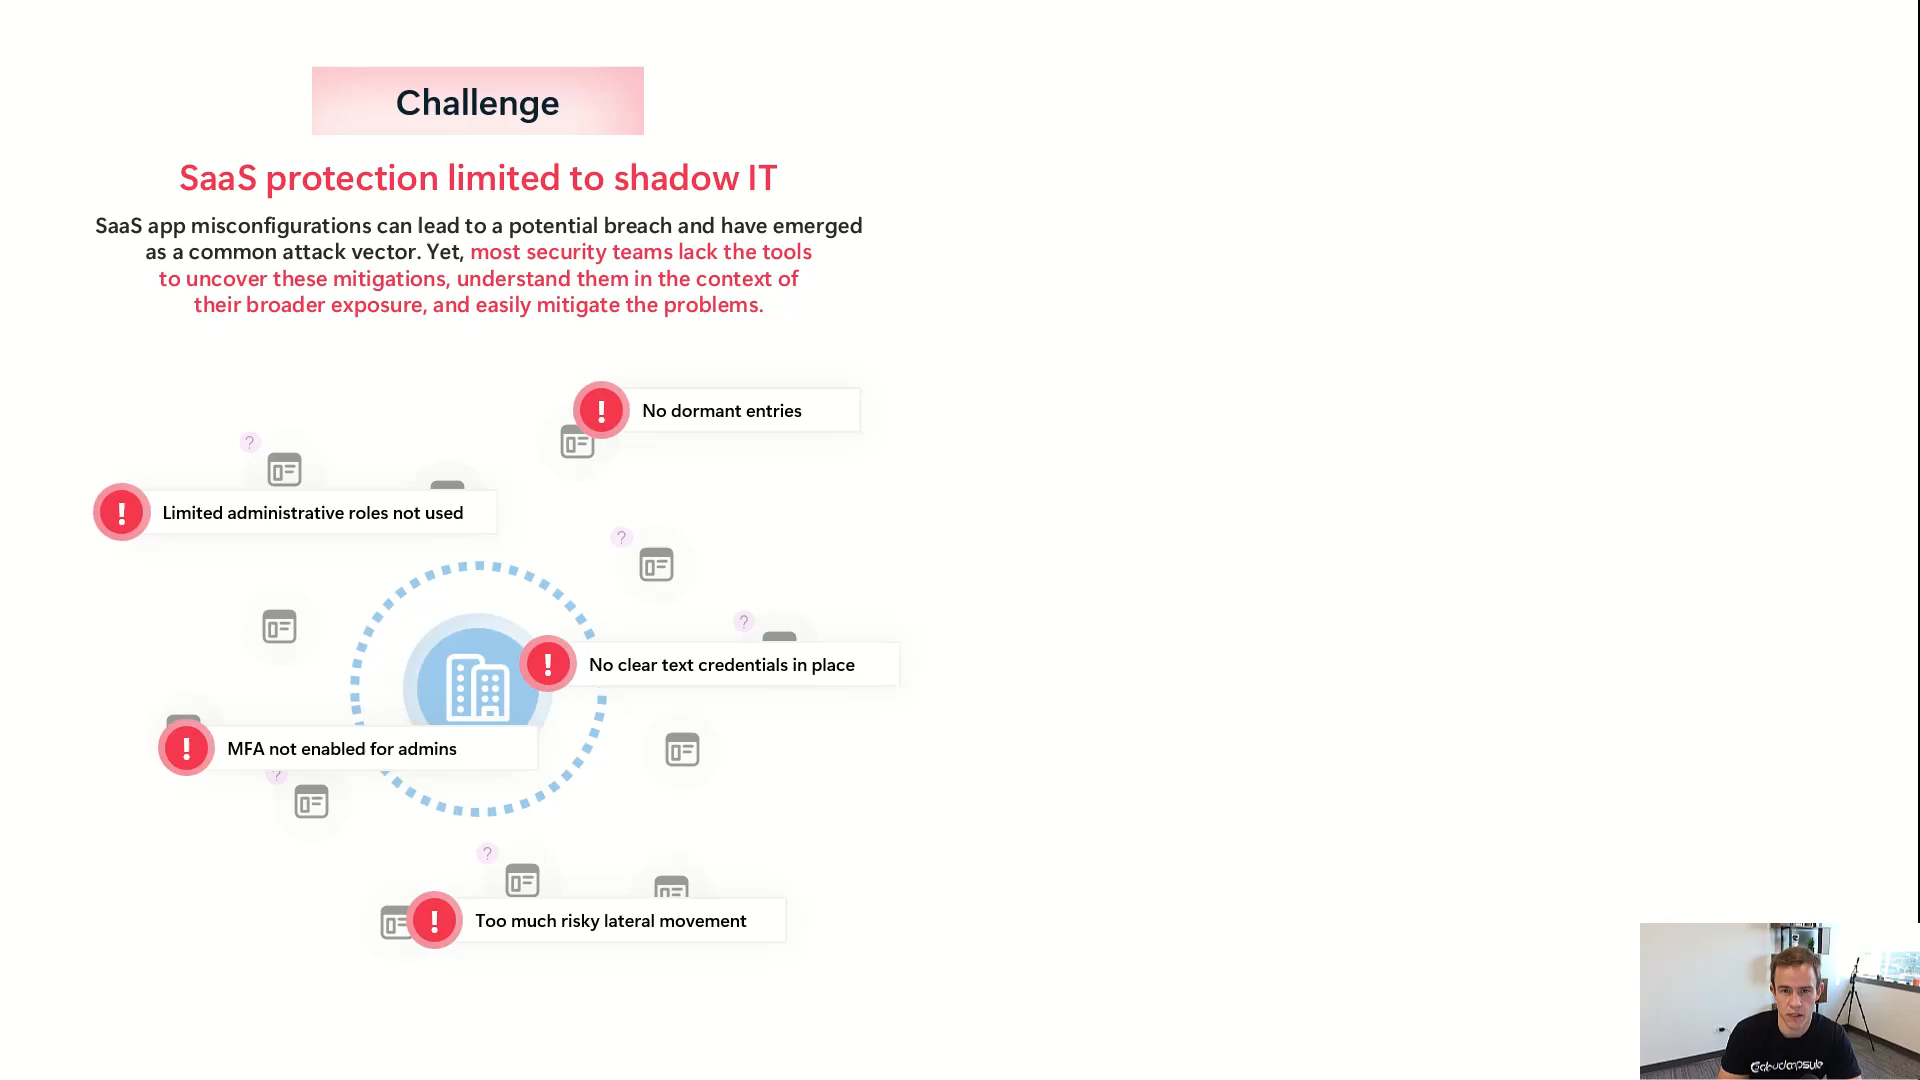 Challenge
SaaS protection limited to shadow IT
SaaS app misconfigurations can lead to a potential breach and have emerged
as a common attack vector. Yet, most security teams lack the tools
to uncover these mitigations, understand them in the context of
their broader exposure, and easily mitigate the problems.
! No dormant entries
?
! Limited administrative roles not used
?
?
! No clear text credentials in place
! MFA not enabled for admins
?
?
! Too much risky lateral movement
cloudcapsule